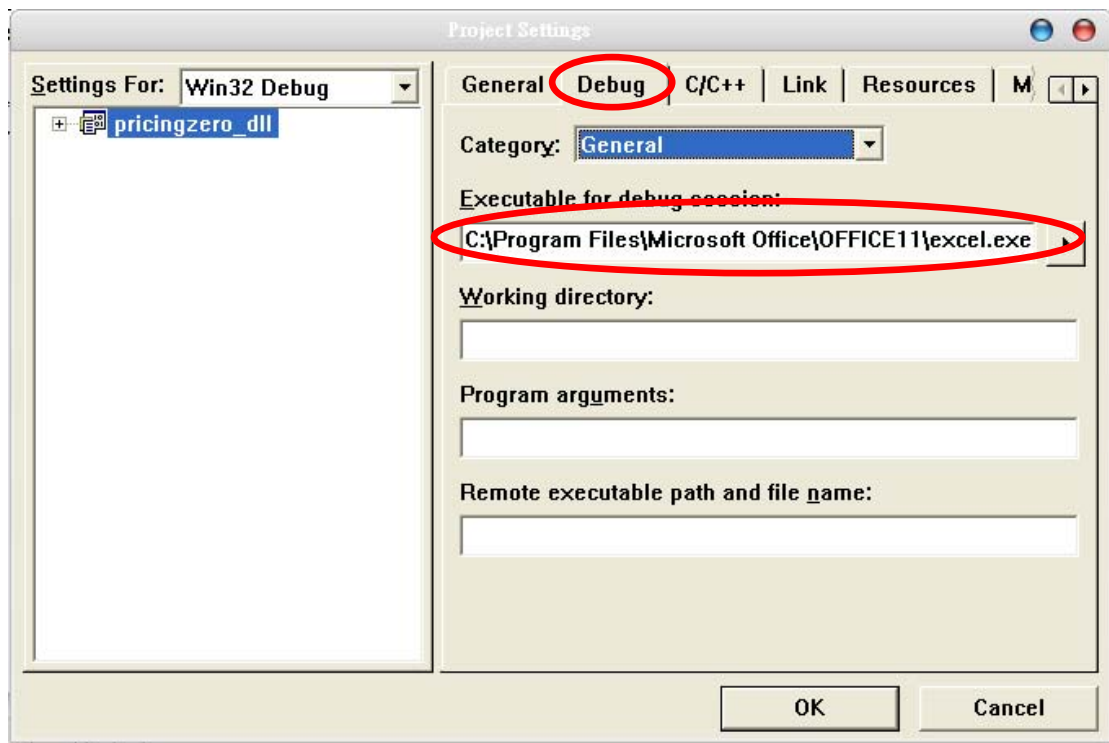 Project Settings
Settings For: Win32 Debug
pricingzero_dll
General Debug C/C++ Link Resources M
Category: General
Executable for debug session:
C:\Program Files\Microsoft Office\OFFICE11\excel.exe
Working directory:
Program arguments:
Remote executable path and file name:
OK Cancel